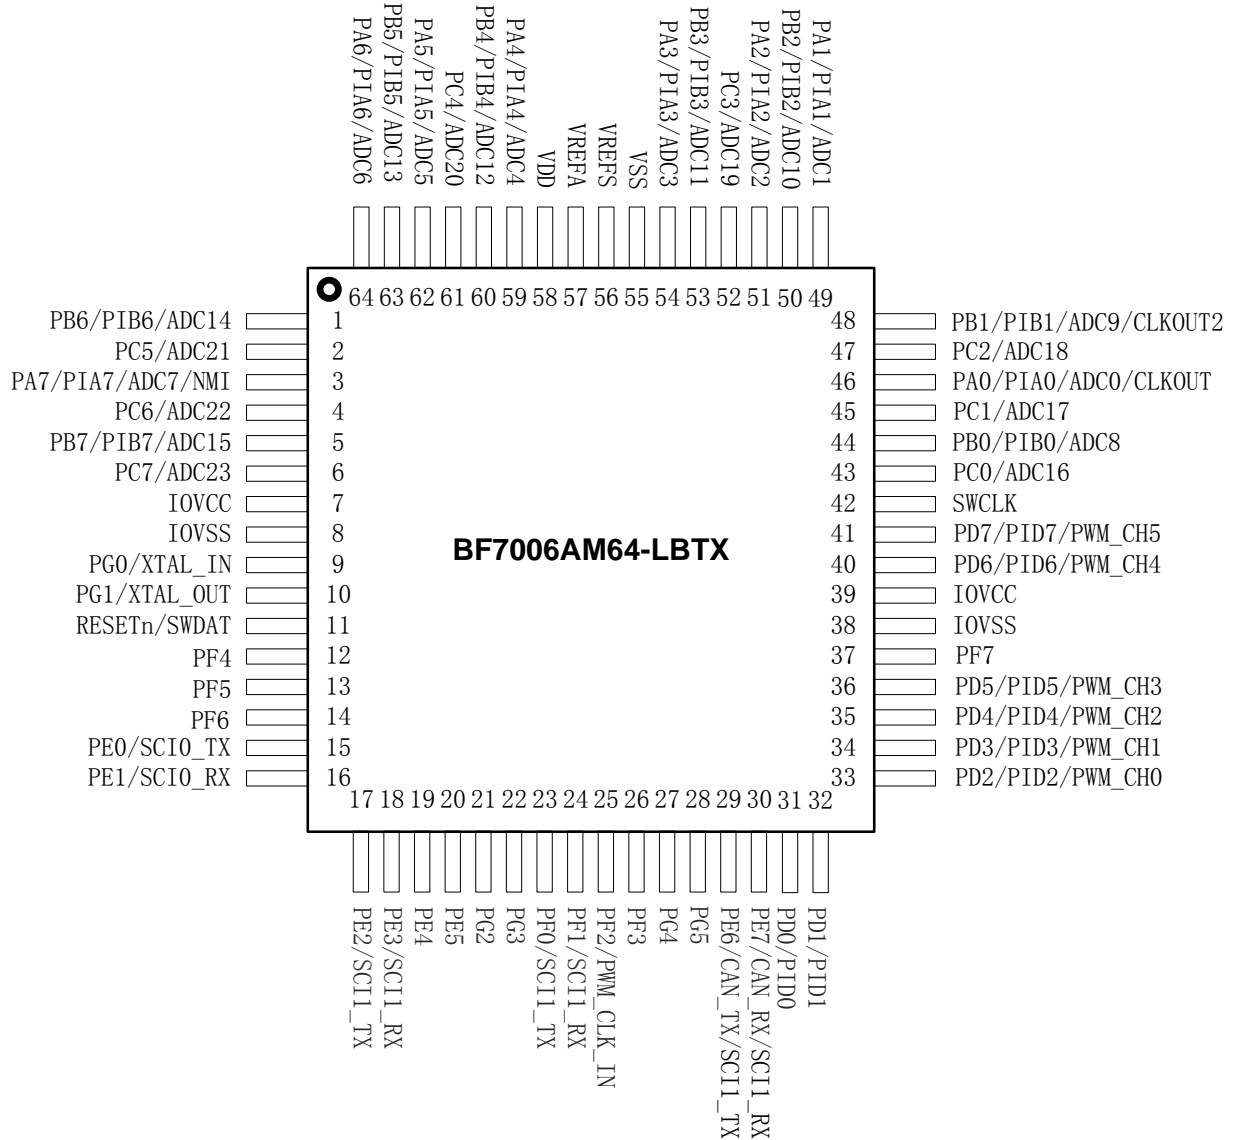 PA6/PIA6/ADC6
PB5/PIB5/ADC13
PA5/PIA5/ADC5
PC4/ADC20
PB4/PIB4/ADC12
PA4/PIA4/ADC4
VDD
VREFA
VREFS
VSS
PA3/PIA3/ADC3
PB3/PIB3/ADC11
PC3/ADC19
PA2/PIA2/ADC2
PB2/PIB2/ADC10
PA1/PIA1/ADC1
64 63 62 61 60 59 58 57 56 55 54 53 52 51 50 49
PB6/PIB6/ADC14 1 48 PB1/PIB1/ADC9/CLKOUT2
PC5/ADC21 2 47 PC2/ADC18
PA7/PIA7/ADC7/NMI 3 46 PA0/PIA0/ADC0/CLKOUT
PC6/ADC22 4 45 PC1/ADC17
PB7/PIB7/ADC15 5 44 PB0/PIB0/ADC8
PC7/ADC23 6 43 PC0/ADC16
IOVCC 7 42 SWCLK
IOVSS 8 41 PD7/PID7/PWM_CH5
BF7006AM64-LBTX
PG0/XTAL_IN 9 40 PD6/PID6/PWM_CH4
PG1/XTAL_OUT 10 39 IOVCC
RESETn/SWDAT 11 38 IOVSS
PF4 12 37 PF7
PF5 13 36 PD5/PID5/PWM_CH3
PF6 14 35 PD4/PID4/PWM_CH2
PE0/SCI0_TX 15 34 PD3/PID3/PWM_CH1
PE1/SCI0_RX 16 33 PD2/PID2/PWM_CH0
17 18 19 20 21 22 23 24 25 26 27 28 29 30 31 32
PE2/SCI1_TX
PE3/SCI1_RX
PE4
PE5
PG2
PG3
PF0/SCI1_TX
PF1/SCI1_RX
PF2/PWM_CLK_IN
PF3
PG4
PG5
PE6/CAN_TX/SCI1_TX
PE7/CAN_RX/SCI1_RX
PD0/PID0
PD1/PID1